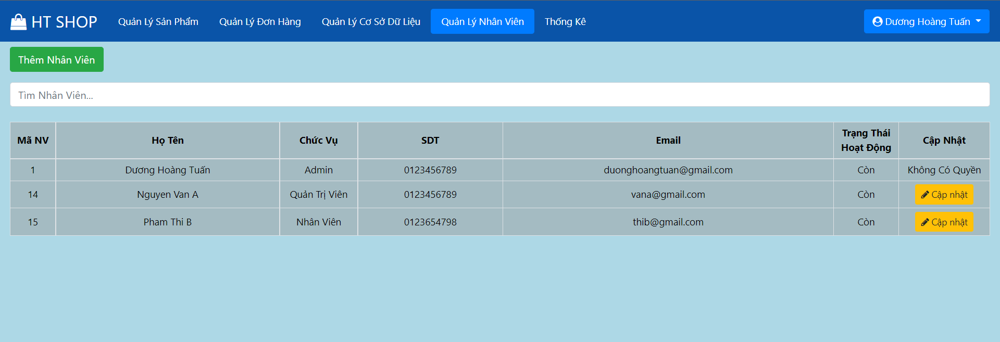 HT SHOP
Quản Lý Sản Phẩm
Quản Lý Đơn Hàng
Quản Lý Cơ Sở Dữ Liệu
Quản Lý Nhân Viên
Thống Kê
Dương Hoàng Tuấn
Thêm Nhân Viên
Tìm Nhân Viên...
Mã NV Họ Tên Chức Vụ SDT Email Trạng Thái Hoạt Động Cập Nhật
1 Dương Hoàng Tuấn Admin 0123456789 duonghoangtuan@gmail.com Còn Không Có Quyền
14 Nguyen Van A Quản Trị Viên 0123456789 vana@gmail.com Còn Cập nhật
15 Pham Thi B Nhân Viên 0123654798 thib@gmail.com Còn Cập nhật